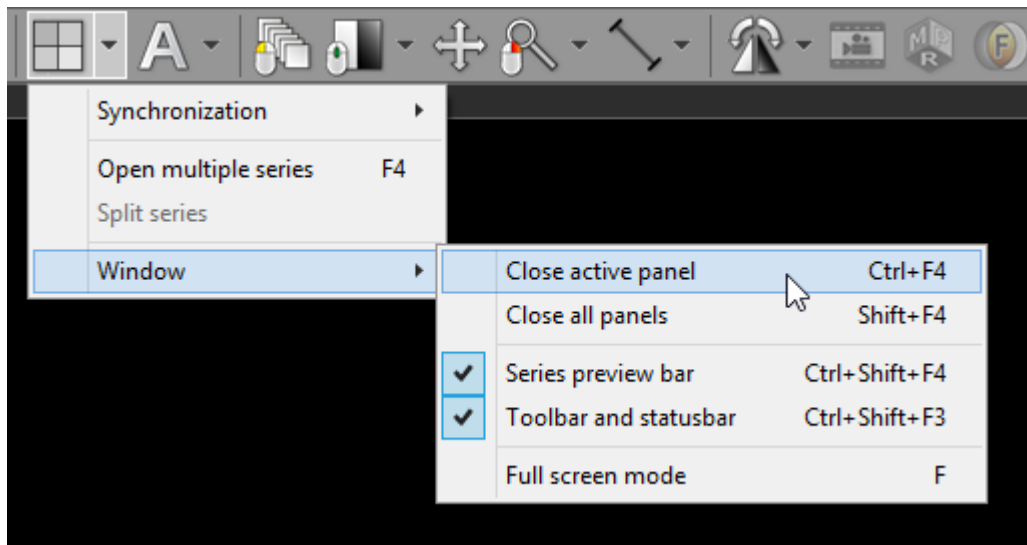 A
MPR
F
Synchronization
Open multiple series F4
Split series
Window
Close active panel Ctrl+F4
Close all panels Shift+F4
Series preview bar Ctrl+Shift+F4
Toolbar and statusbar Ctrl+Shift+F3
Full screen mode F